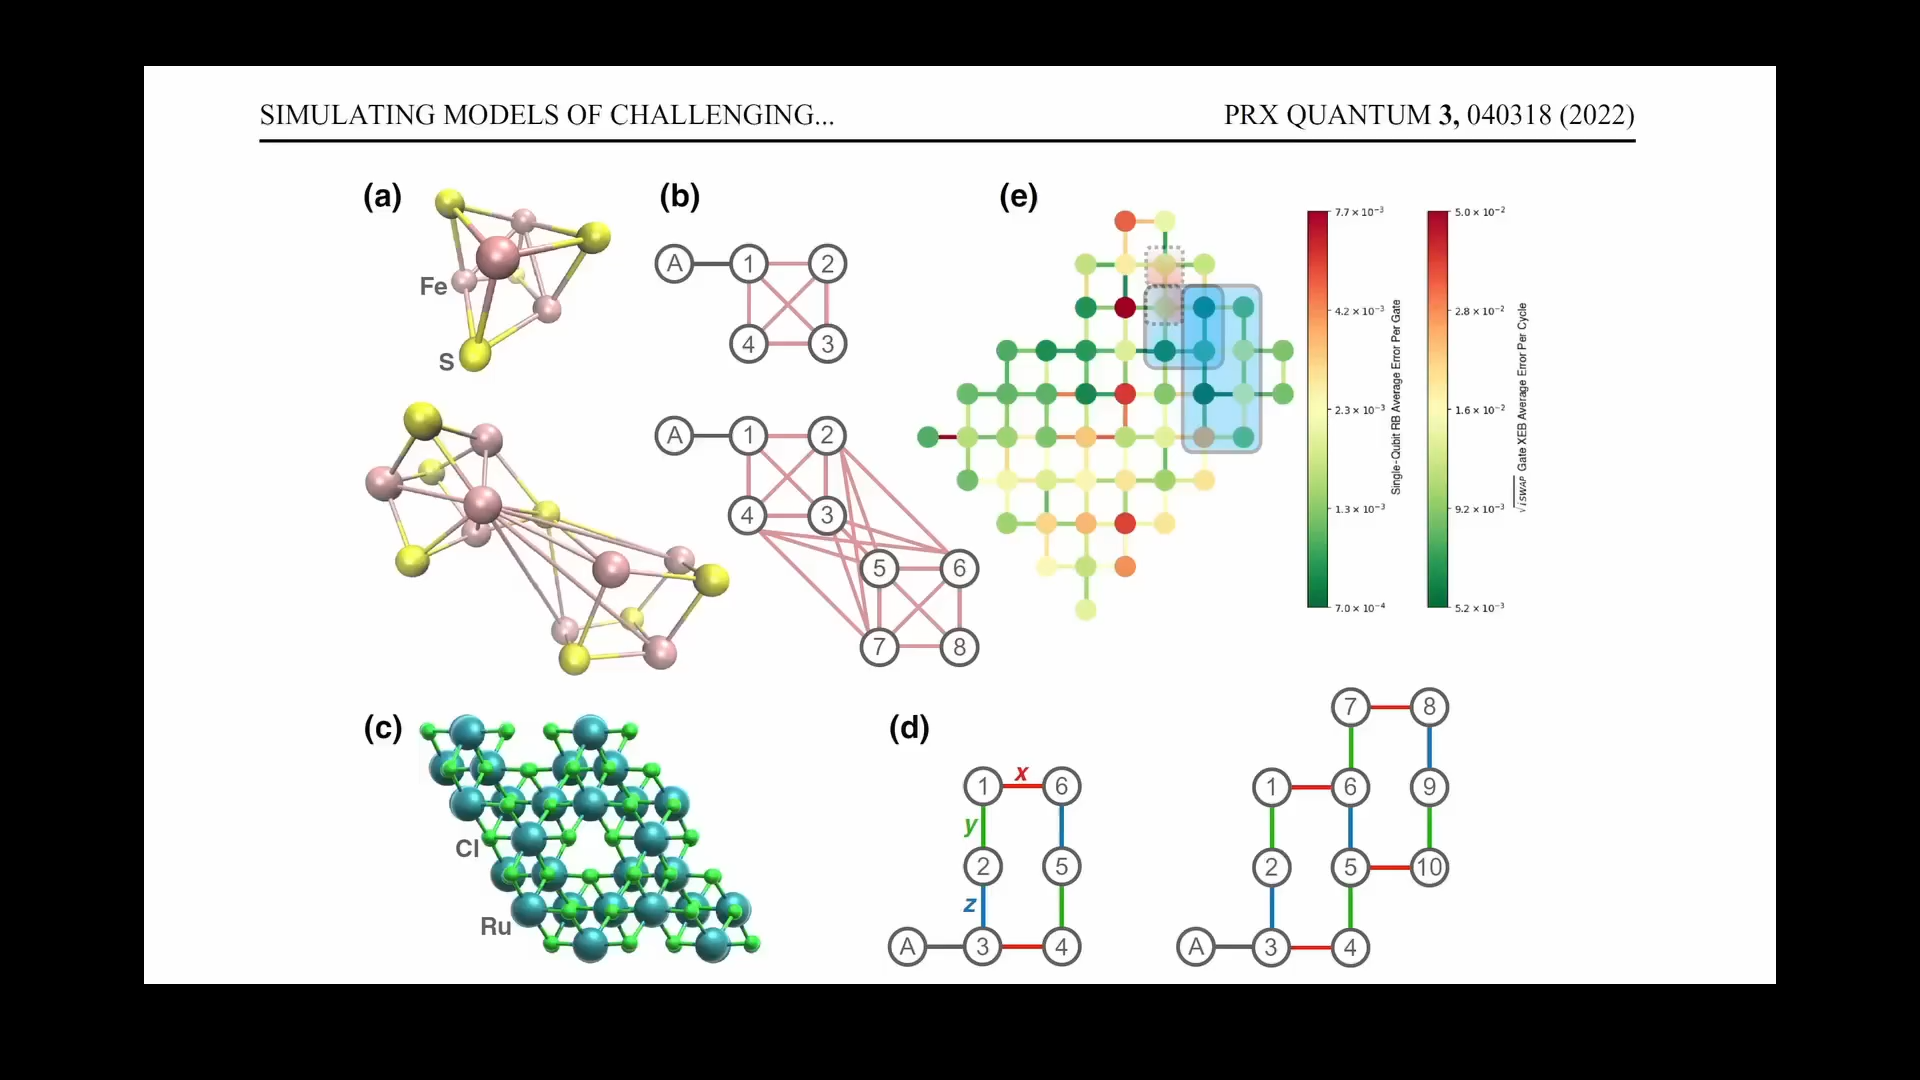 SIMULATING MODELS OF CHALLENGING...
PRX QUANTUM 3, 040318 (2022)
(a)
Fe
S
(b)
A 1 2
4 3
A 1 2
4 3
5 6
7 8
(e)
7.7 × 10⁻³
4.2 × 10⁻³
2.3 × 10⁻³
1.3 × 10⁻³
7.0 × 10⁻⁴
Single-Qubit RB Average Error Per Gate
5.0 × 10⁻²
2.8 × 10⁻²
1.6 × 10⁻²
9.2 × 10⁻³
5.2 × 10⁻³
√iSWAP Gate XEB Average Error Per Cycle
(c)
Cl
Ru
(d)
1 x 6
y
2 5
z
A 3 4
7 8
1 6 9
2 5 10
A 3 4